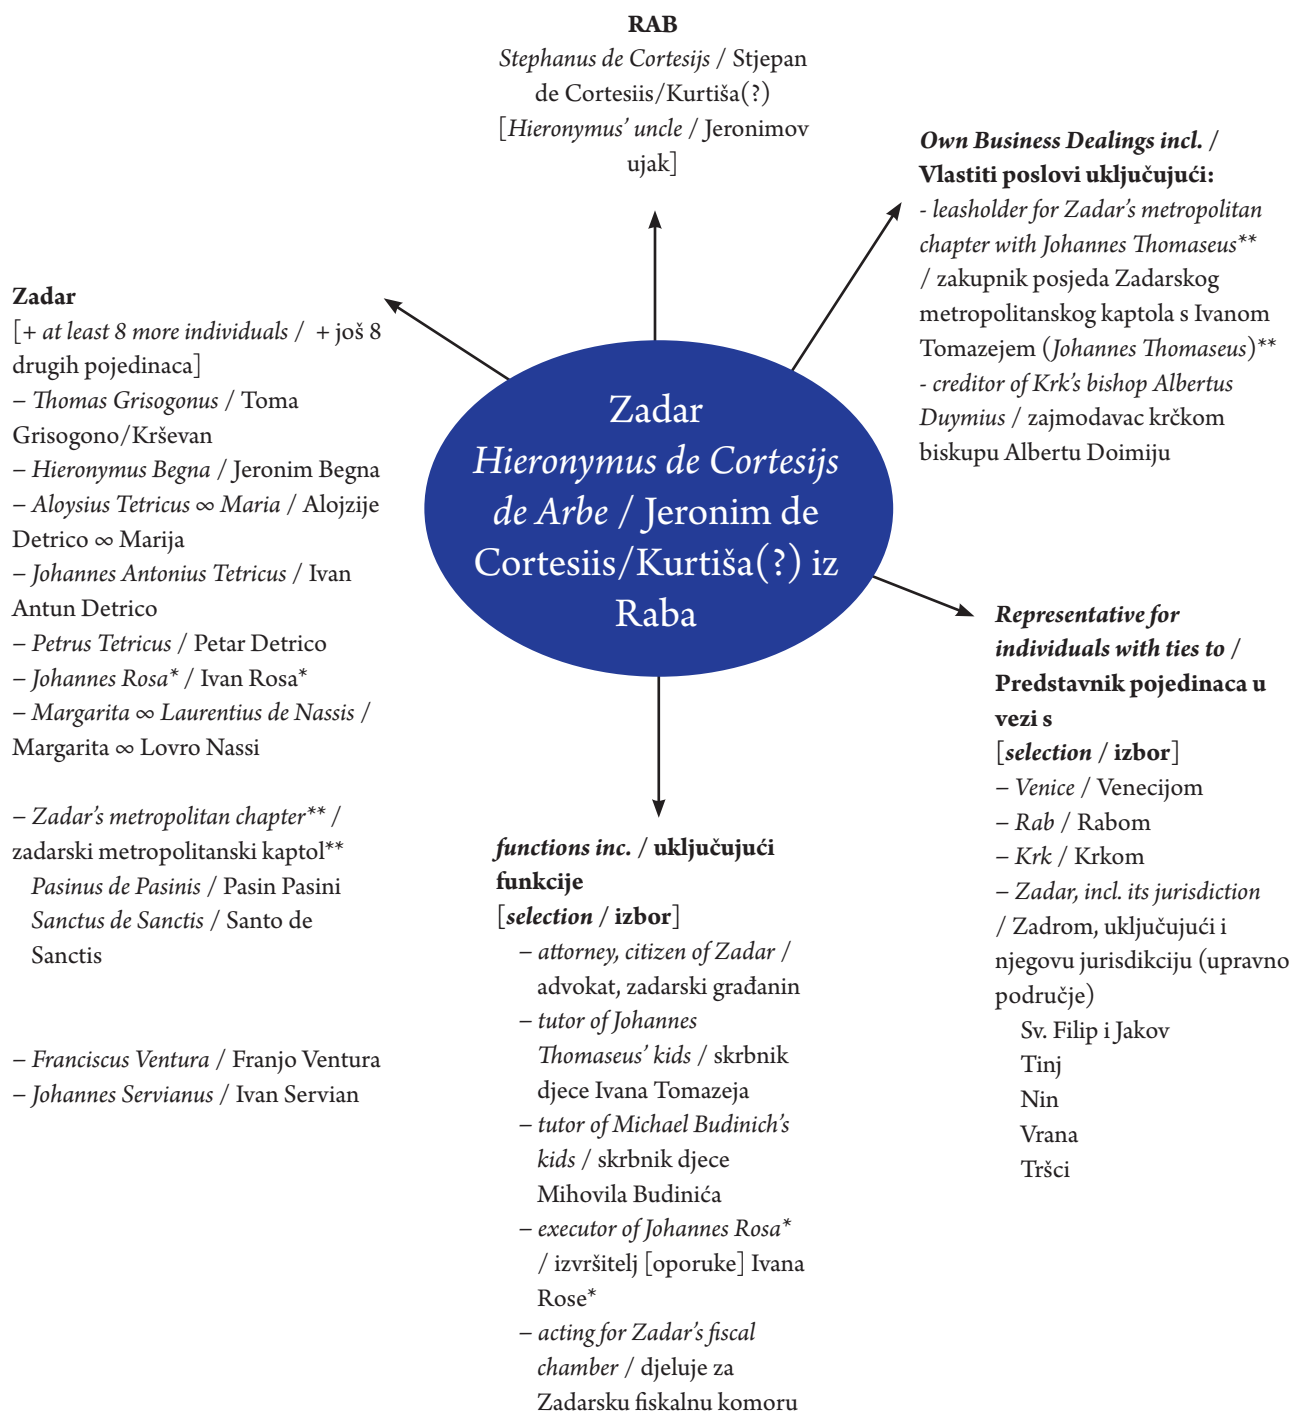 RAB
Stephanus de Cortesijs / Stjepan
de Cortesiis/Kurtiša(?)
[Hieronymus’ uncle / Jeronimov
ujak]
Own Business Dealings incl. /
Vlastiti poslovi uključujući:
- leasholder for Zadar’s metropolitan
chapter with Johannes Thomaseus**
/ zakupnik posjeda Zadarskog
metropolitanskog kaptola s Ivanom
Tomazejem (Johannes Thomaseus)**
- creditor of Krk’s bishop Albertus
Duymius / zajmodavac krčkom
biskupu Albertu Doimiju
Zadar
[+ at least 8 more individuals / + još 8
drugih pojedinaca]
– Thomas Grisogonus / Toma
Grisogono/Krševan
– Hieronymus Begna / Jeronim Begna
– Aloysius Tetricus ∞ Maria / Alojzije
Detrico ∞ Marija
– Johannes Antonius Tetricus / Ivan
Antun Detrico
– Petrus Tetricus / Petar Detrico
– Johannes Rosa* / Ivan Rosa*
– Margarita ∞ Laurentius de Nassis /
Margarita ∞ Lovro Nassi
– Zadar’s metropolitan chapter** /
zadarski metropolitanski kaptol**
Pasinus de Pasinis / Pasin Pasini
Sanctus de Sanctis / Santo de
Sanctis
– Franciscus Ventura / Franjo Ventura
– Johannes Servianus / Ivan Servian
Zadar
Hieronymus de Cortesijs
de Arbe / Jeronim de
Cortesiis/Kurtiša(?) iz
Raba
functions inc. / uključujući
funkcije
[selection / izbor]
– attorney, citizen of Zadar /
advokat, zadarski građanin
– tutor of Johannes
Thomaseus’ kids / skrbnik
djece Ivana Tomazeja
– tutor of Michael Budinich’s
kids / skrbnik djece
Mihovila Budinića
– executor of Johannes Rosa*
/ izvršitelj [oporuke] Ivana
Rose*
– acting for Zadar’s fiscal
chamber / djeluje za
Zadarsku fiskalnu komoru
Representative for
individuals with ties to /
Predstavnik pojedinaca u
vezi s
[selection / izbor]
– Venice / Venecijom
– Rab / Rabom
– Krk / Krkom
– Zadar, incl. its jurisdiction
/ Zadrom, uključujući i
njegovu jurisdikciju (upravno
područje)
Sv. Filip i Jakov
Tinj
Nin
Vrana
Tršci